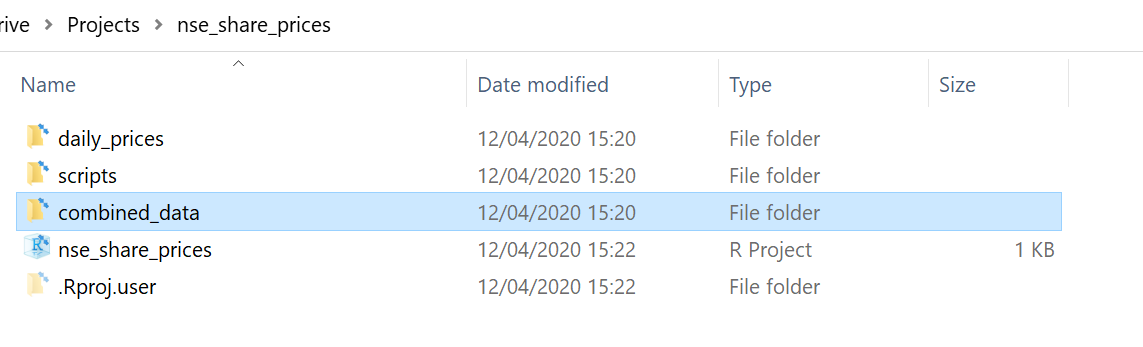 rive > Projects > nse_share_prices
Name Date modified Type Size
daily_prices 12/04/2020 15:20 File folder
scripts 12/04/2020 15:20 File folder
combined_data 12/04/2020 15:20 File folder
nse_share_prices 12/04/2020 15:22 R Project 1 KB
.Rproj.user 12/04/2020 15:22 File folder